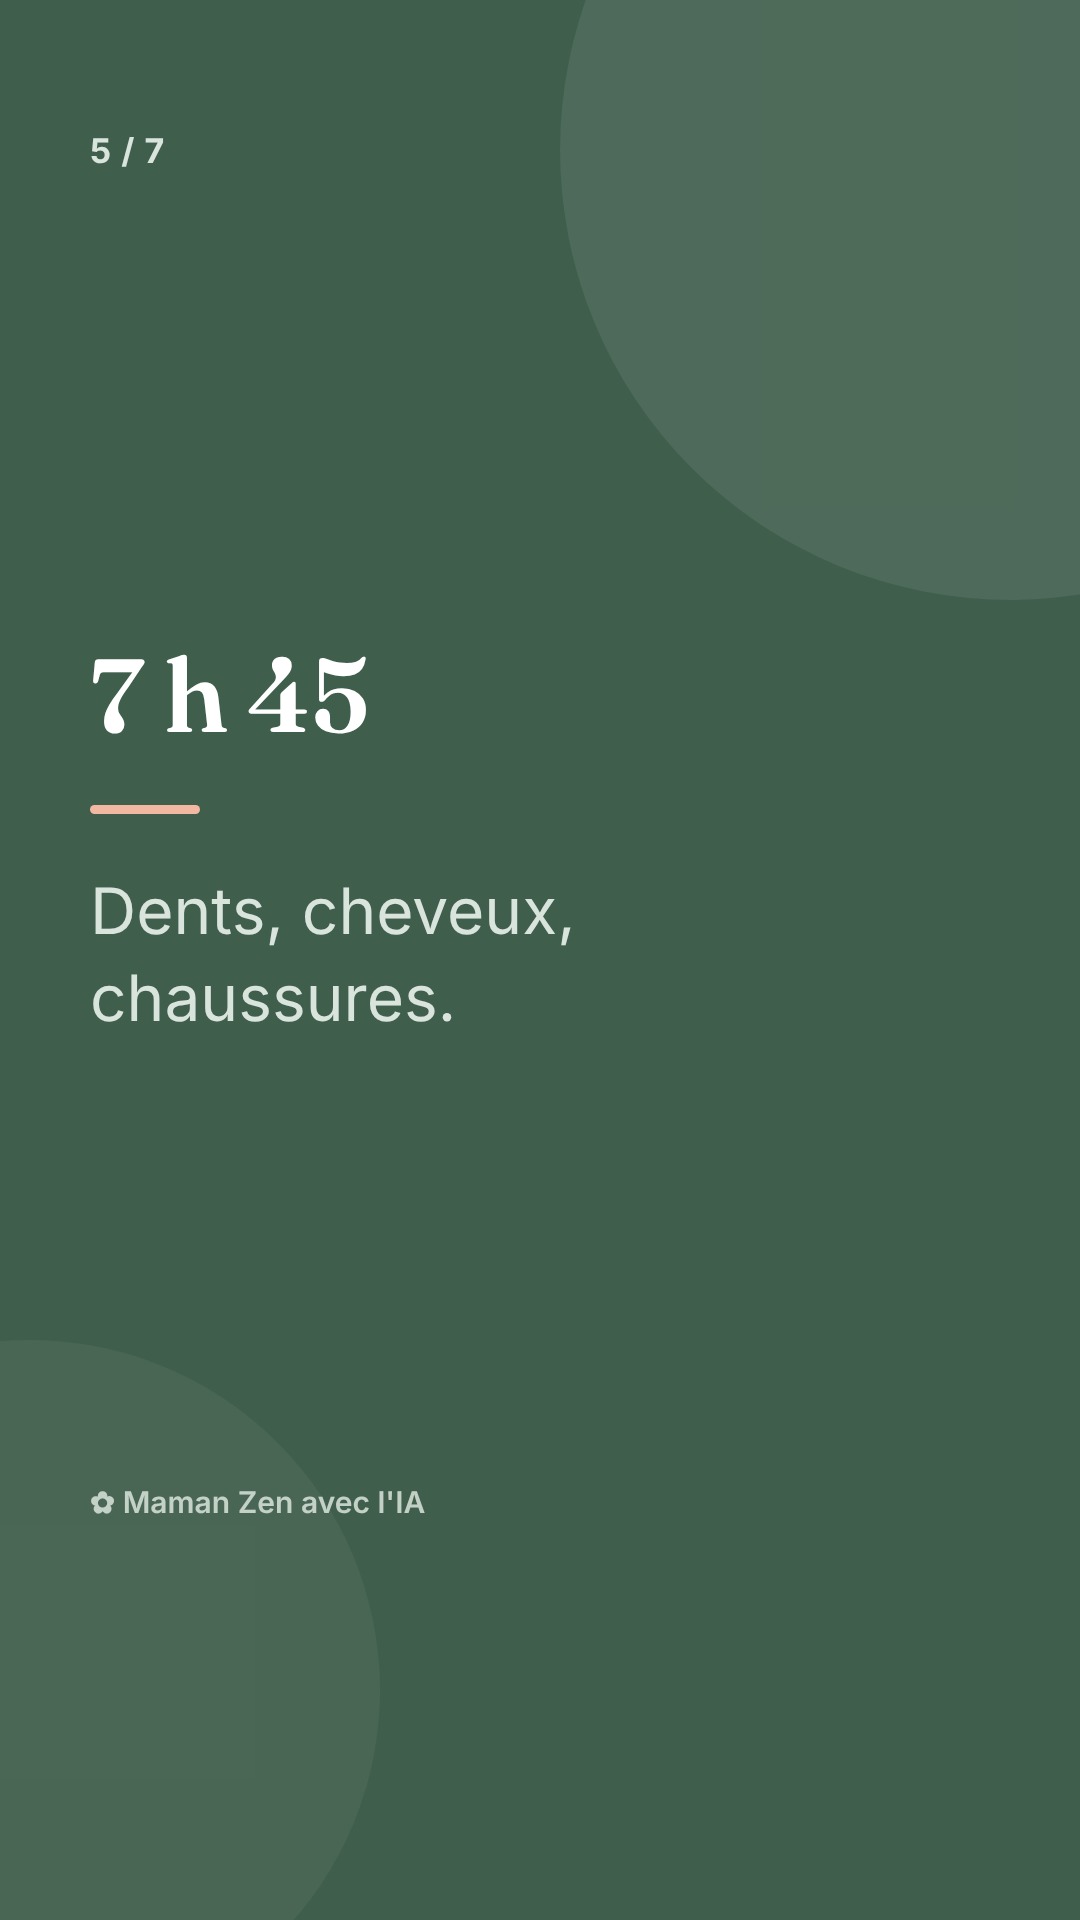 5 / 7
7 h 45
Dents, cheveux,
chaussures.
✿ Maman Zen avec l'IA